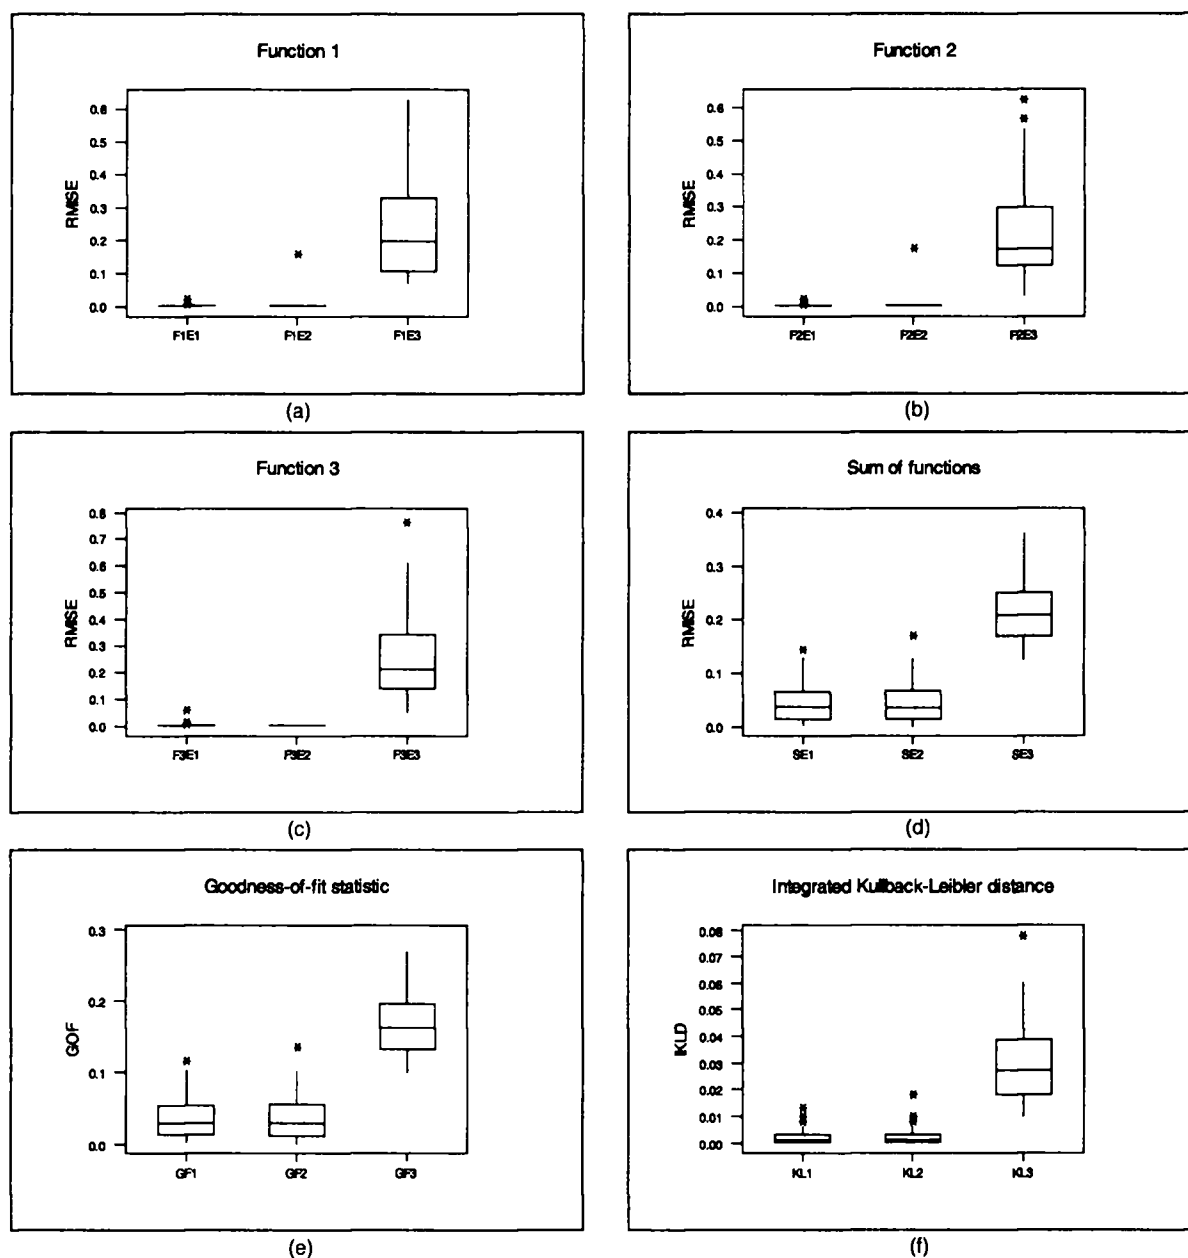 Function 1
RMISE
0.6
0.5
0.4
0.3
0.2
0.1
0.0
F1E1 F1E2 F1E3
(a)
Function 2
RMISE
0.6
0.5
0.4
0.3
0.2
0.1
0.0
F2E1 F2E2 F2E3
(b)
Function 3
RMISE
0.8
0.7
0.6
0.5
0.4
0.3
0.2
0.1
0.0
F3E1 F3E2 F3E3
(c)
Sum of functions
RMISE
0.4
0.3
0.2
0.1
0.0
SE1 SE2 SE3
(d)
Goodness-of-fit statistic
GOF
0.3
0.2
0.1
0.0
GF1 GF2 GF3
(e)
Integrated Kullback-Leibler distance
IKLD
0.08
0.07
0.06
0.05
0.04
0.03
0.02
0.01
0.00
KL1 KL2 KL3
(f)